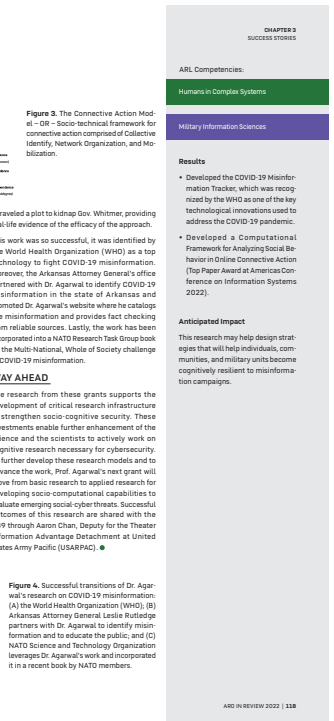 CHAPTER 3
SUCCESS STORIES
Figure 3. The Connective Action Mod-
el – OR – Socio-technical framework for
connective action comprised of Collective
Identify, Network Organization, and Mo-
bilization.
raveled a plot to kidnap Gov. Whitmer, providing
al-life evidence of the efficacy of the approach.
is work was so successful, it was identified by
e World Health Organization (WHO) as a top
chnology to fight COVID-19 misinformation.
oreover, the Arkansas Attorney General's office
rtnered with Dr. Agarwal to identify COVID-19
sinformation in the state of Arkansas and
omoted Dr. Agarwal's website where he catalogs
e misinformation and provides fact checking
om reliable sources. Lastly, the work has been
corporated into a NATO Research Task Group book
the Multi-National, Whole of Society challenge
COVID-19 misinformation.
AY AHEAD
e research from these grants supports the
velopment of critical research infrastructure
strengthen socio-cognitive security. These
vestments enable further enhancement of the
ience and the scientists to actively work on
gnitive research necessary for cybersecurity.
further develop these research models and to
vance the work, Prof. Agarwal's next grant will
ove from basic research to applied research for
veloping socio-computational capabilities to
aluate emerging social-cyber threats. Successful
tcomes of this research are shared with the
39 through Aaron Chan, Deputy for the Theater
formation Advantage Detachment at United
ates Army Pacific (USARPAC).
Figure 4. Successful transitions of Dr. Agar-
wal's research on COVID-19 misinformation:
(A) the World Health Organization (WHO); (B)
Arkansas Attorney General Leslie Rutledge
partners with Dr. Agarwal to identify misin-
formation and to educate the public; and (C)
NATO Science and Technology Organization
leverages Dr. Agarwal's work and incorporated
it in a recent book by NATO members.
ARL Competencies:
Humans in Complex Systems
Military Information Sciences
Results
• Developed the COVID-19 Misinfor-
mation Tracker, which was recog-
nized by the WHO as one of the key
technological innovations used to
address the COVID-19 pandemic.
• Developed a Computational
Framework for Analyzing Social Be-
havior in Online Connective Action
(Top Paper Award at Americas Con-
ference on Information Systems
2022).
Anticipated Impact
This research may help design strat-
egies that will help individuals, com-
munities, and military units become
cognitively resilient to misinforma-
tion campaigns.
ARO IN REVIEW 2022 | 118